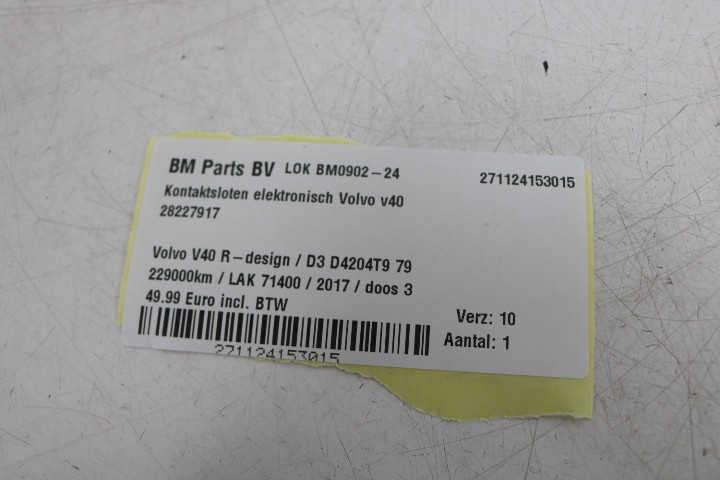 BM Parts BV LOK BM0902-24 271124153015
Kontaktsloten elektronisch Volvo v40
28227917
Volvo V40 R-design / D3 D4204T9 79
229000km / LAK 71400 / 2017 / doos 3
49.99 Euro incl. BTW
Verz: 10
Aantal: 1
271124153015